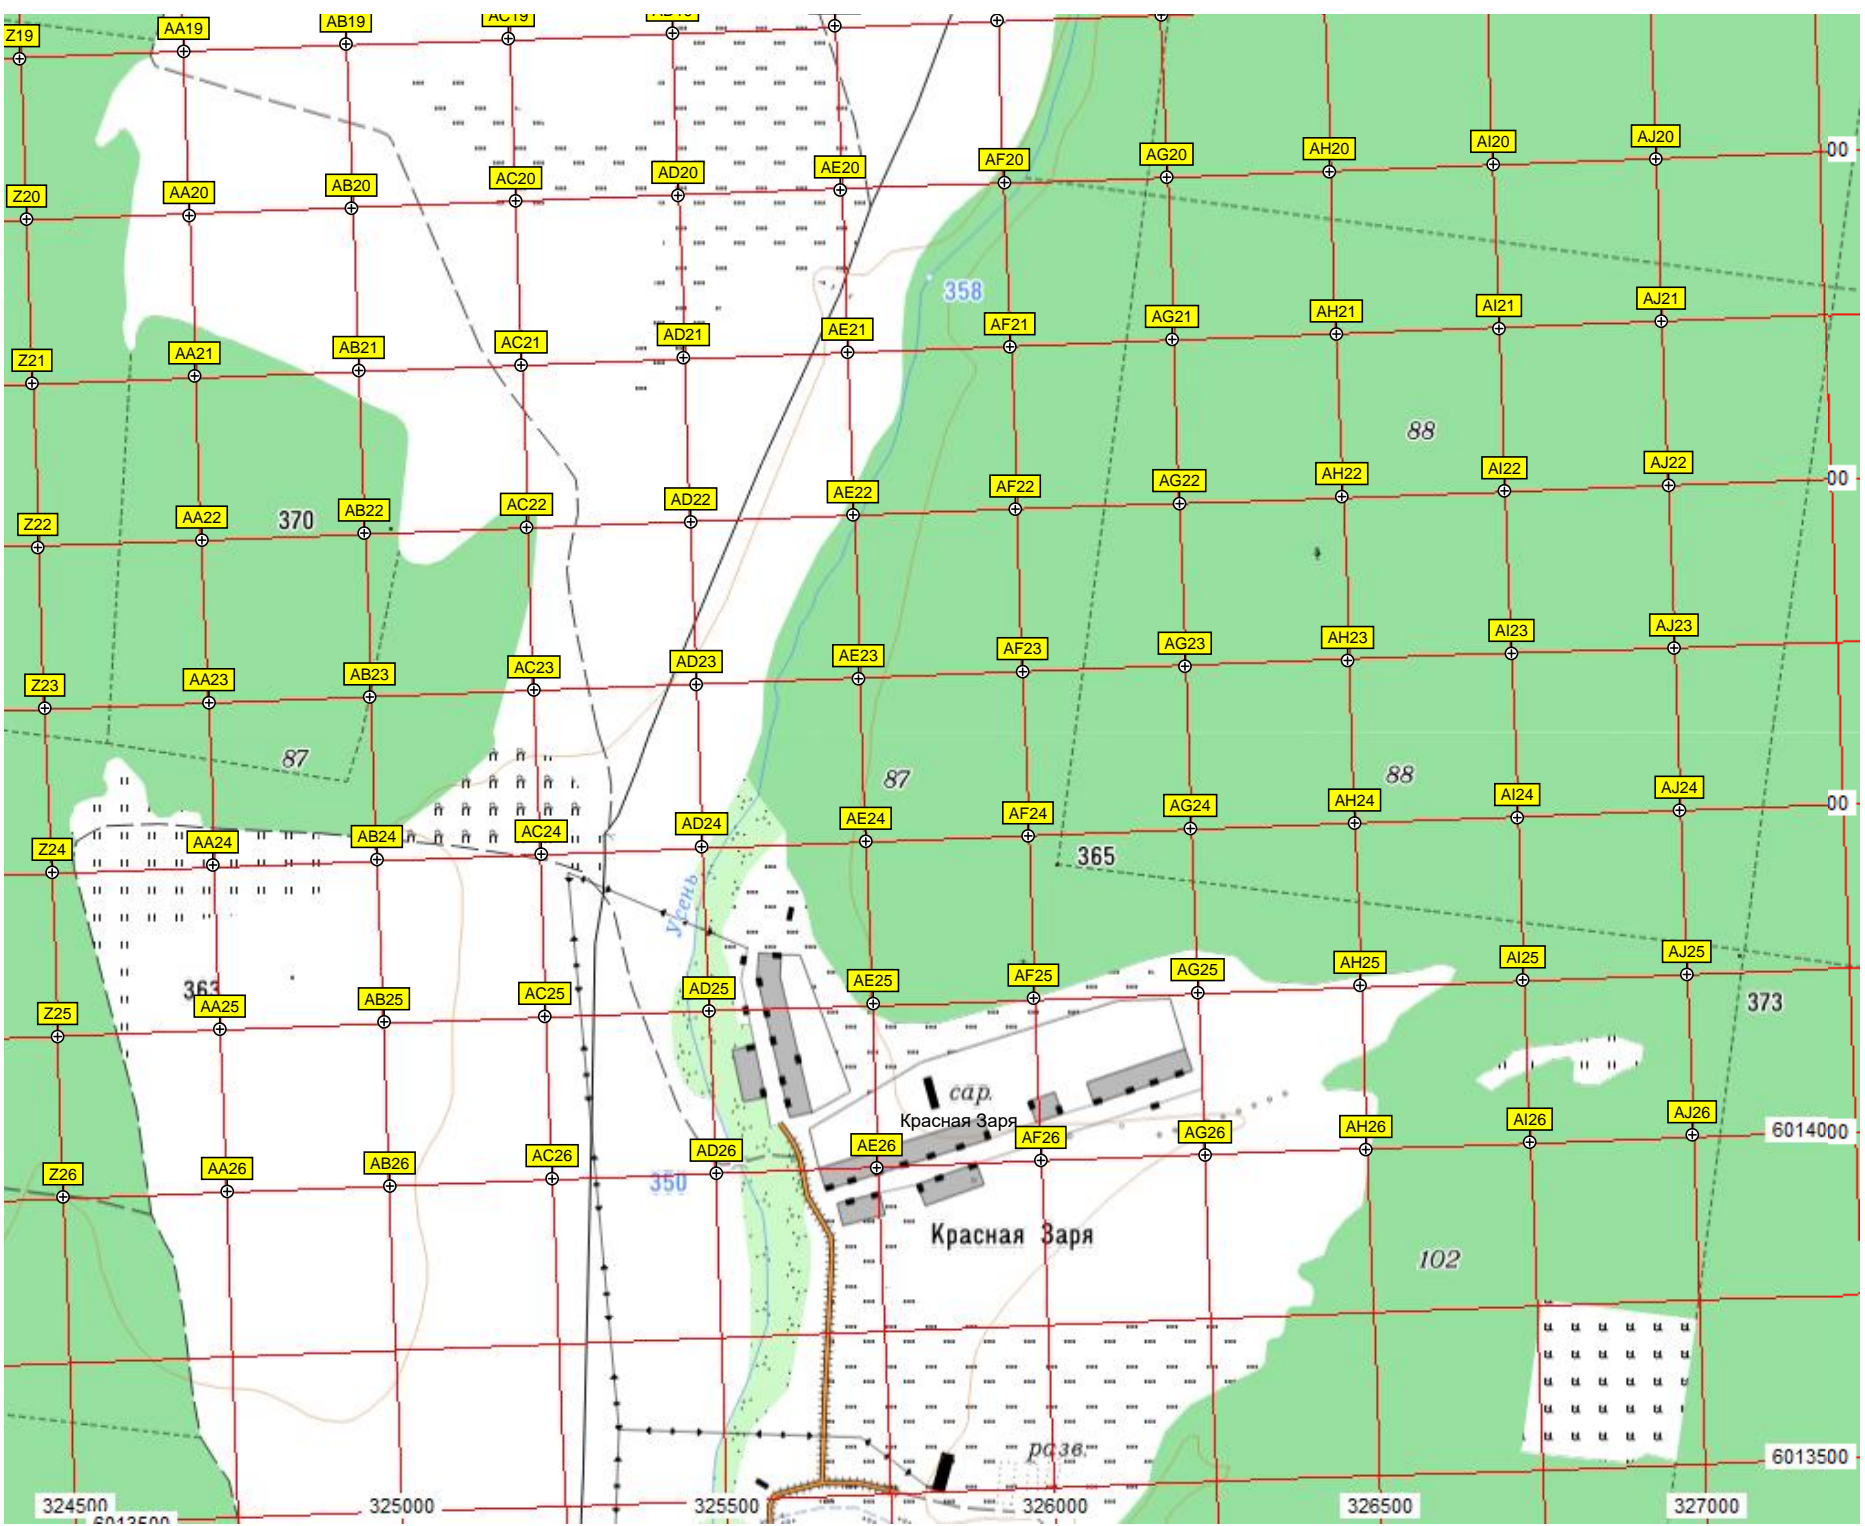 Z19 AA19 AB19 AC19
Z20 AA20 AB20 AC20 AD20 AE20 AF20 AG20 AH20 AI20 AJ20 00
358
Z21 AA21 AB21 AC21 AD21 AE21 AF21 AG21 AH21 AI21 AJ21
88
Z22 AA22 370 AB22 AC22 AD22 AE22 AF22 AG22 AH22 AI22 AJ22 00
Z23 AA23 AB23 AC23 AD23 AE23 AF23 AG23 AH23 AI23 AJ23
87 87 88
Z24 AA24 AB24 AC24 AD24 AE24 AF24 AG24 AH24 AI24 AJ24 00
365
Усень
363
Z25 AA25 AB25 AC25 AD25 AE25 AF25 AG25 AH25 AI25 AJ25
373
сар.
Красная Заря
Z26 AA26 AB26 AC26 AD26 AE26 AF26 AG26 AH26 AI26 AJ26 6014000
350
Красная Заря
102
разв.
6013500
324500 325000 325500 326000 326500 327000
6013500